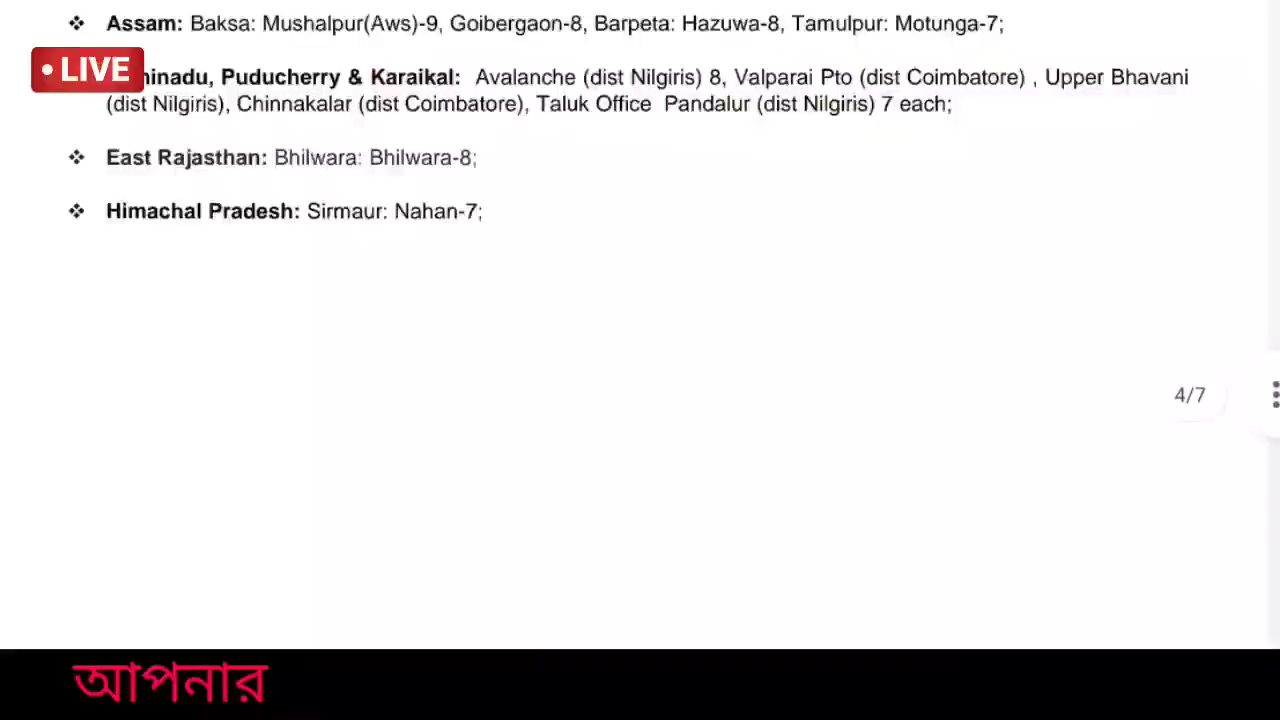 ❖ Assam: Baksa: Mushalpur(Aws)-9, Goibergaon-8, Barpeta: Hazuwa-8, Tamulpur: Motunga-7;
• LIVE
Puducherry & Karaikal: Avalanche (dist Nilgiris) 8, Valparai Pto (dist Coimbatore) , Upper Bhavani
(dist Nilgiris), Chinnakalar (dist Coimbatore), Taluk Office Pandalur (dist Nilgiris) 7 each;
❖ East Rajasthan: Bhilwara: Bhilwara-8;
❖ Himachal Pradesh: Sirmaur: Nahan-7;
4/7
আপনার